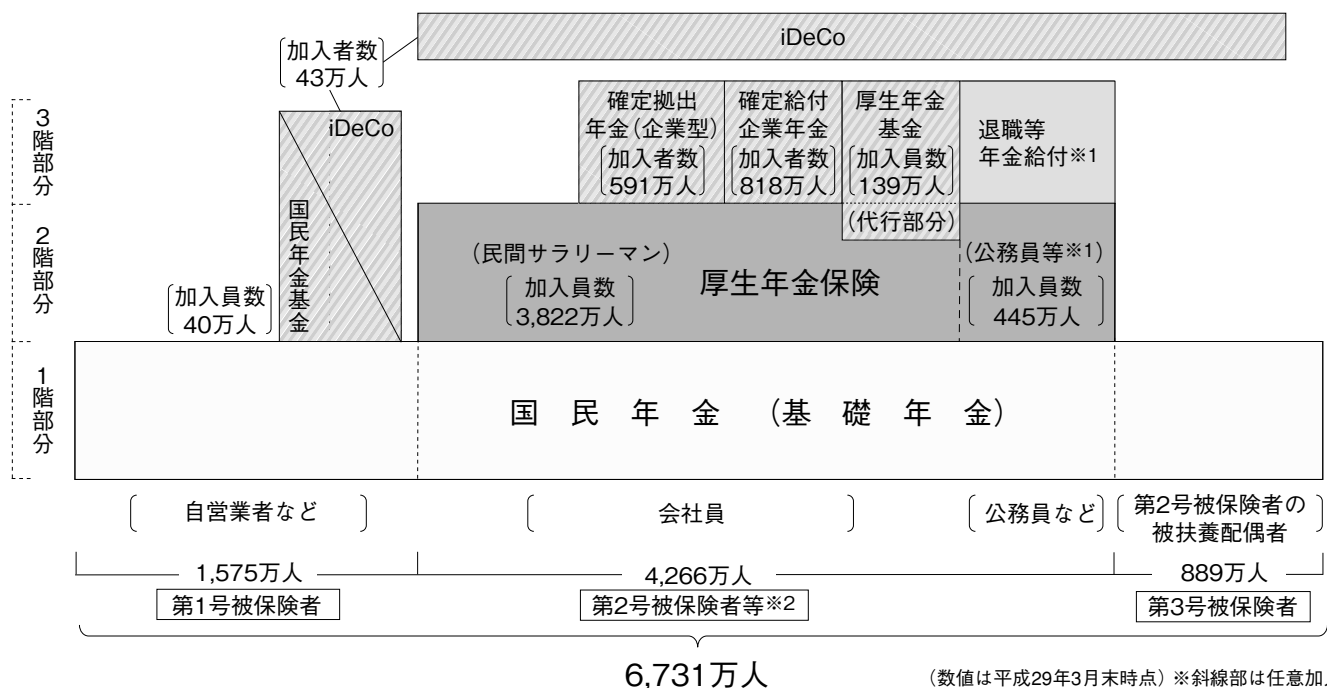 iDeCo
加入者数
43万人
3階部分
2階部分
1階部分
iDeCo
国民年金基金
加入員数
40万人
確定拠出
年金(企業型)
加入者数
591万人
確定給付
企業年金
加入者数
818万人
厚生年金
基金
加入員数
139万人
(代行部分)
退職等
年金給付※1
(民間サラリーマン)
加入員数
3,822万人
厚生年金保険
(公務員等※1)
加入員数
445万人
国民年金(基礎年金)
自営業者など
会社員
公務員など
第2号被保険者の
被扶養配偶者
1,575万人
第1号被保険者
4,266万人
第2号被保険者等※2
889万人
第3号被保険者
6,731万人
(数値は平成29年3月末時点)※斜線部は任意加